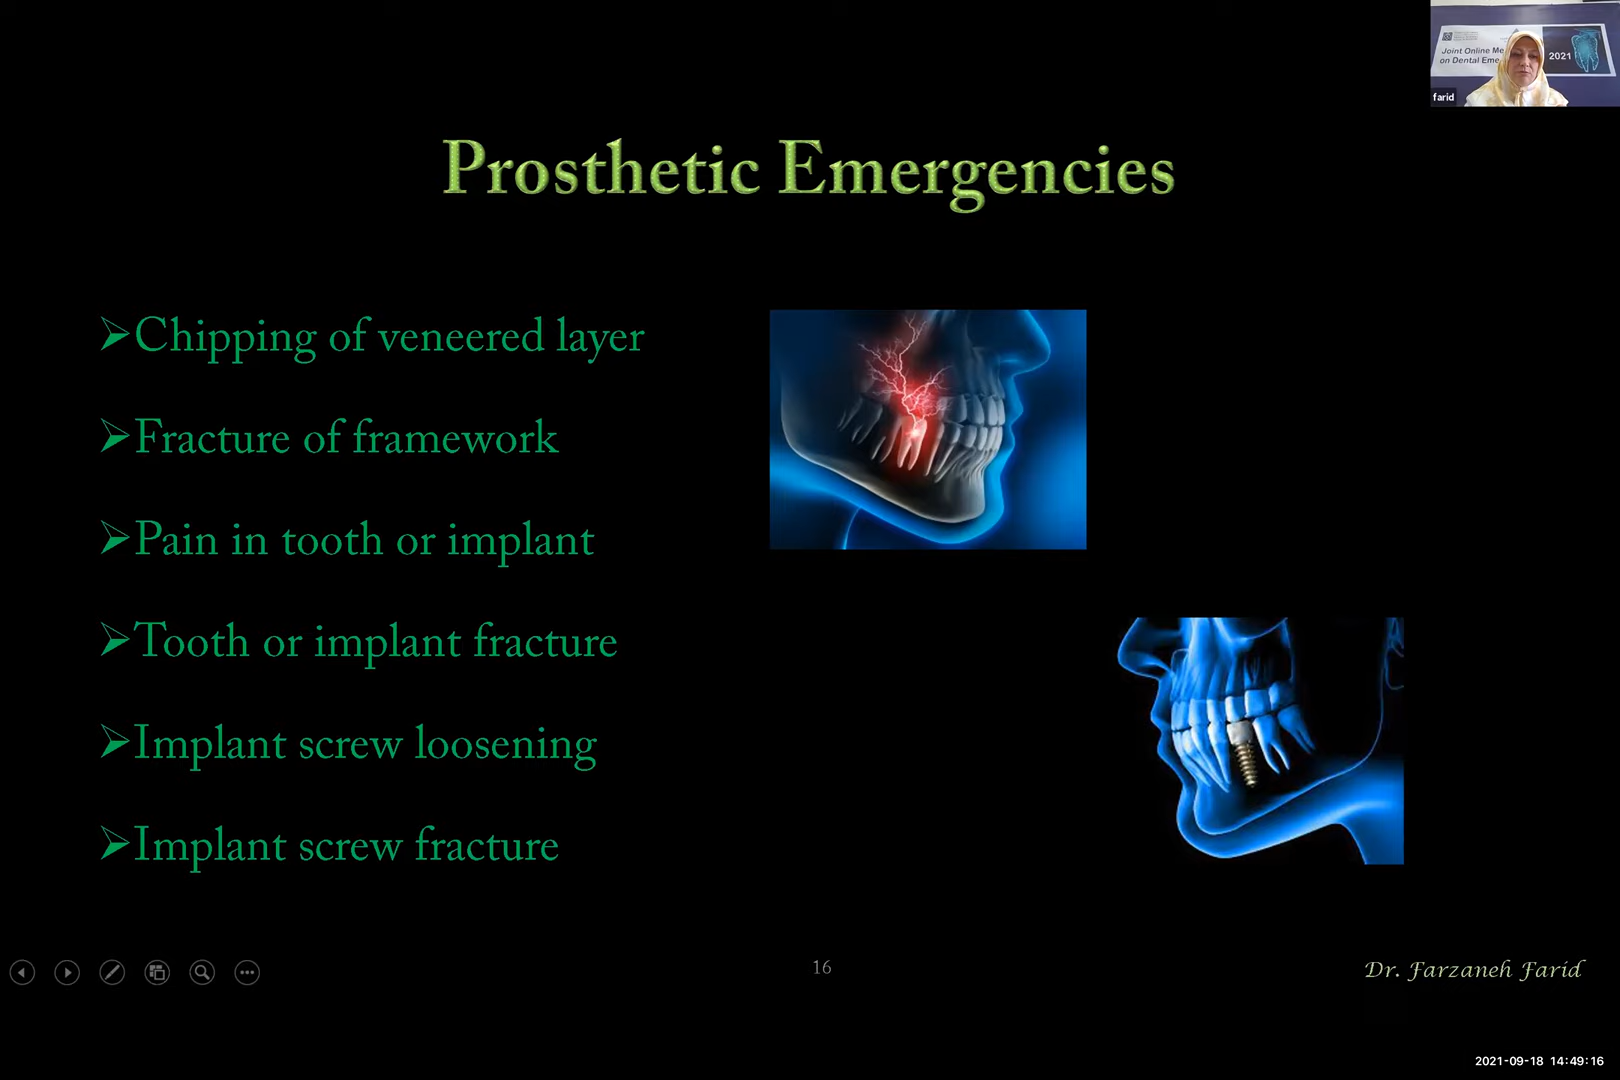 Joint Online Me
on Dental Eme
2021
farid
Prosthetic Emergencies
➢Chipping of veneered layer
➢Fracture of framework
➢Pain in tooth or implant
➢Tooth or implant fracture
➢Implant screw loosening
➢Implant screw fracture
16
Dr. Farzaneh Farid
2021-09-18 14:49:16